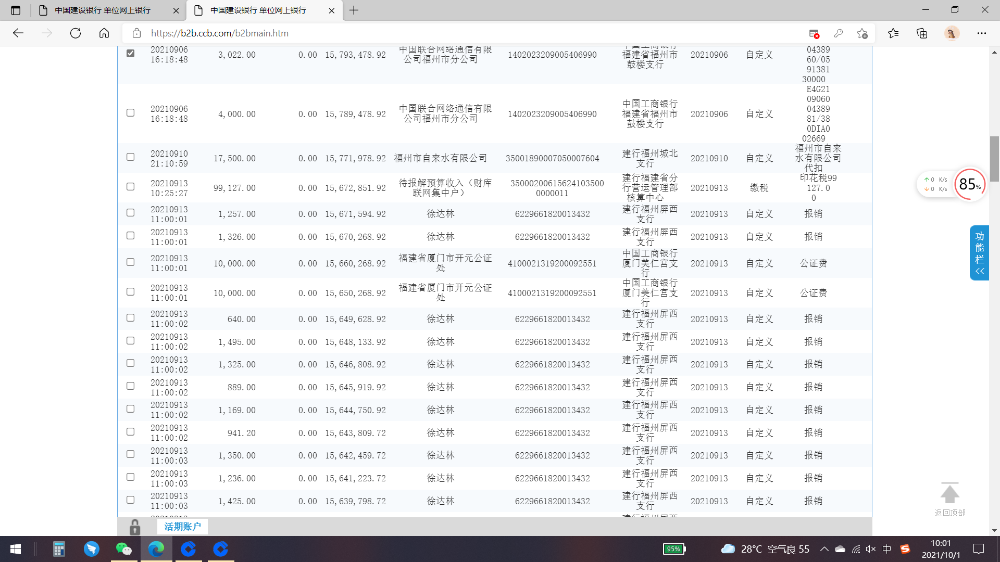 中国建设银行 单位网上银行
中国建设银行 单位网上银行
https://b2b.ccb.com/b2bmain.htm
20210906 16:18:48 3,022.00 0.00 15,793,478.92 中国联合网络通信有限公司福州市分公司 1402023209005406990 中国工商银行福建省福州市鼓楼支行 20210906 自定义 04389 60/05 91381 30000
20210906 16:18:48 4,000.00 0.00 15,789,478.92 中国联合网络通信有限公司福州市分公司 1402023209005406990 中国工商银行福建省福州市鼓楼支行 20210906 自定义 E4G21 09060 04389 81/38 0DIA0 02669
20210910 21:10:59 17,500.00 0.00 15,771,978.92 福州市自来水有限公司 35001890007050007604 建行福州城北支行 20210910 自定义 福州市自来水有限公司代扣
20210913 10:25:27 99,127.00 0.00 15,672,851.92 待报解预算收入（财库联网集中户） 35000200615624103500 0000011 建行福建省分行营运管理部核算中心 20210913 缴税 印花税99 127.0 0
20210913 11:00:01 1,257.00 0.00 15,671,594.92 徐达林 6229661820013432 建行福州屏西支行 20210913 自定义 报销
20210913 11:00:01 1,326.00 0.00 15,670,268.92 徐达林 6229661820013432 建行福州屏西支行 20210913 自定义 报销
20210913 11:00:01 10,000.00 0.00 15,660,268.92 福建省厦门市开元公证处 4100021319200092551 中国工商银行厦门美仁宫支行 20210913 自定义 公证费
20210913 11:00:01 10,000.00 0.00 15,650,268.92 福建省厦门市开元公证处 4100021319200092551 中国工商银行厦门美仁宫支行 20210913 自定义 公证费
20210913 11:00:02 640.00 0.00 15,649,628.92 徐达林 6229661820013432 建行福州屏西支行 20210913 自定义 报销
20210913 11:00:02 1,495.00 0.00 15,648,133.92 徐达林 6229661820013432 建行福州屏西支行 20210913 自定义 报销
20210913 11:00:02 1,325.00 0.00 15,646,808.92 徐达林 6229661820013432 建行福州屏西支行 20210913 自定义 报销
20210913 11:00:02 889.00 0.00 15,645,919.92 徐达林 6229661820013432 建行福州屏西支行 20210913 自定义 报销
20210913 11:00:02 1,169.00 0.00 15,644,750.92 徐达林 6229661820013432 建行福州屏西支行 20210913 自定义 报销
20210913 11:00:02 941.20 0.00 15,643,809.72 徐达林 6229661820013432 建行福州屏西支行 20210913 自定义 报销
20210913 11:00:03 1,350.00 0.00 15,642,459.72 徐达林 6229661820013432 建行福州屏西支行 20210913 自定义 报销
20210913 11:00:03 1,236.00 0.00 15,641,223.72 徐达林 6229661820013432 建行福州屏西支行 20210913 自定义 报销
20210913 11:00:03 1,425.00 0.00 15,639,798.72 徐达林 6229661820013432 建行福州屏西支行 20210913 自定义 报销
↑ 0 K/s
↓ 0 K/s
85%
功能栏 <<
返回顶部
活期账户
95%
28°C 空气良 55
中
10:01
2021/10/1